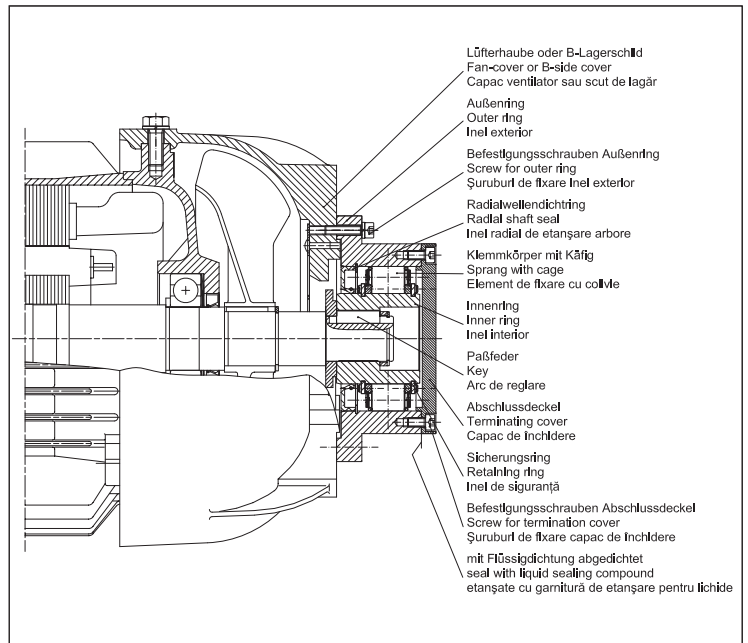 Lüfterhaube oder B-Lagerschild
Fan-cover or B-side cover
Capac ventilator sau scut de lagăr
Außenring
Outer ring
Inel exterior
Befestigungsschrauben Außenring
Screw for outer ring
Şuruburi de fixare inel exterior
Radialwellendichtring
Radial shaft seal
Inel radial de etanşare arbore
Klemmkörper mit Käfig
Sprang with cage
Element de fixare cu colivie
Innenring
Inner ring
Inel interior
Paßfeder
Key
Arc de reglare
Abschlussdeckel
Terminating cover
Capac de închidere
Sicherungsring
Retaining ring
Inel de siguranţă
Befestigungsschrauben Abschlussdeckel
Screw for termination cover
Şuruburi de fixare capac de închidere
mit Flüssigdichtung abgedichtet
seal with liquid sealing compound
etanşate cu garnitură de etanşare pentru lichide